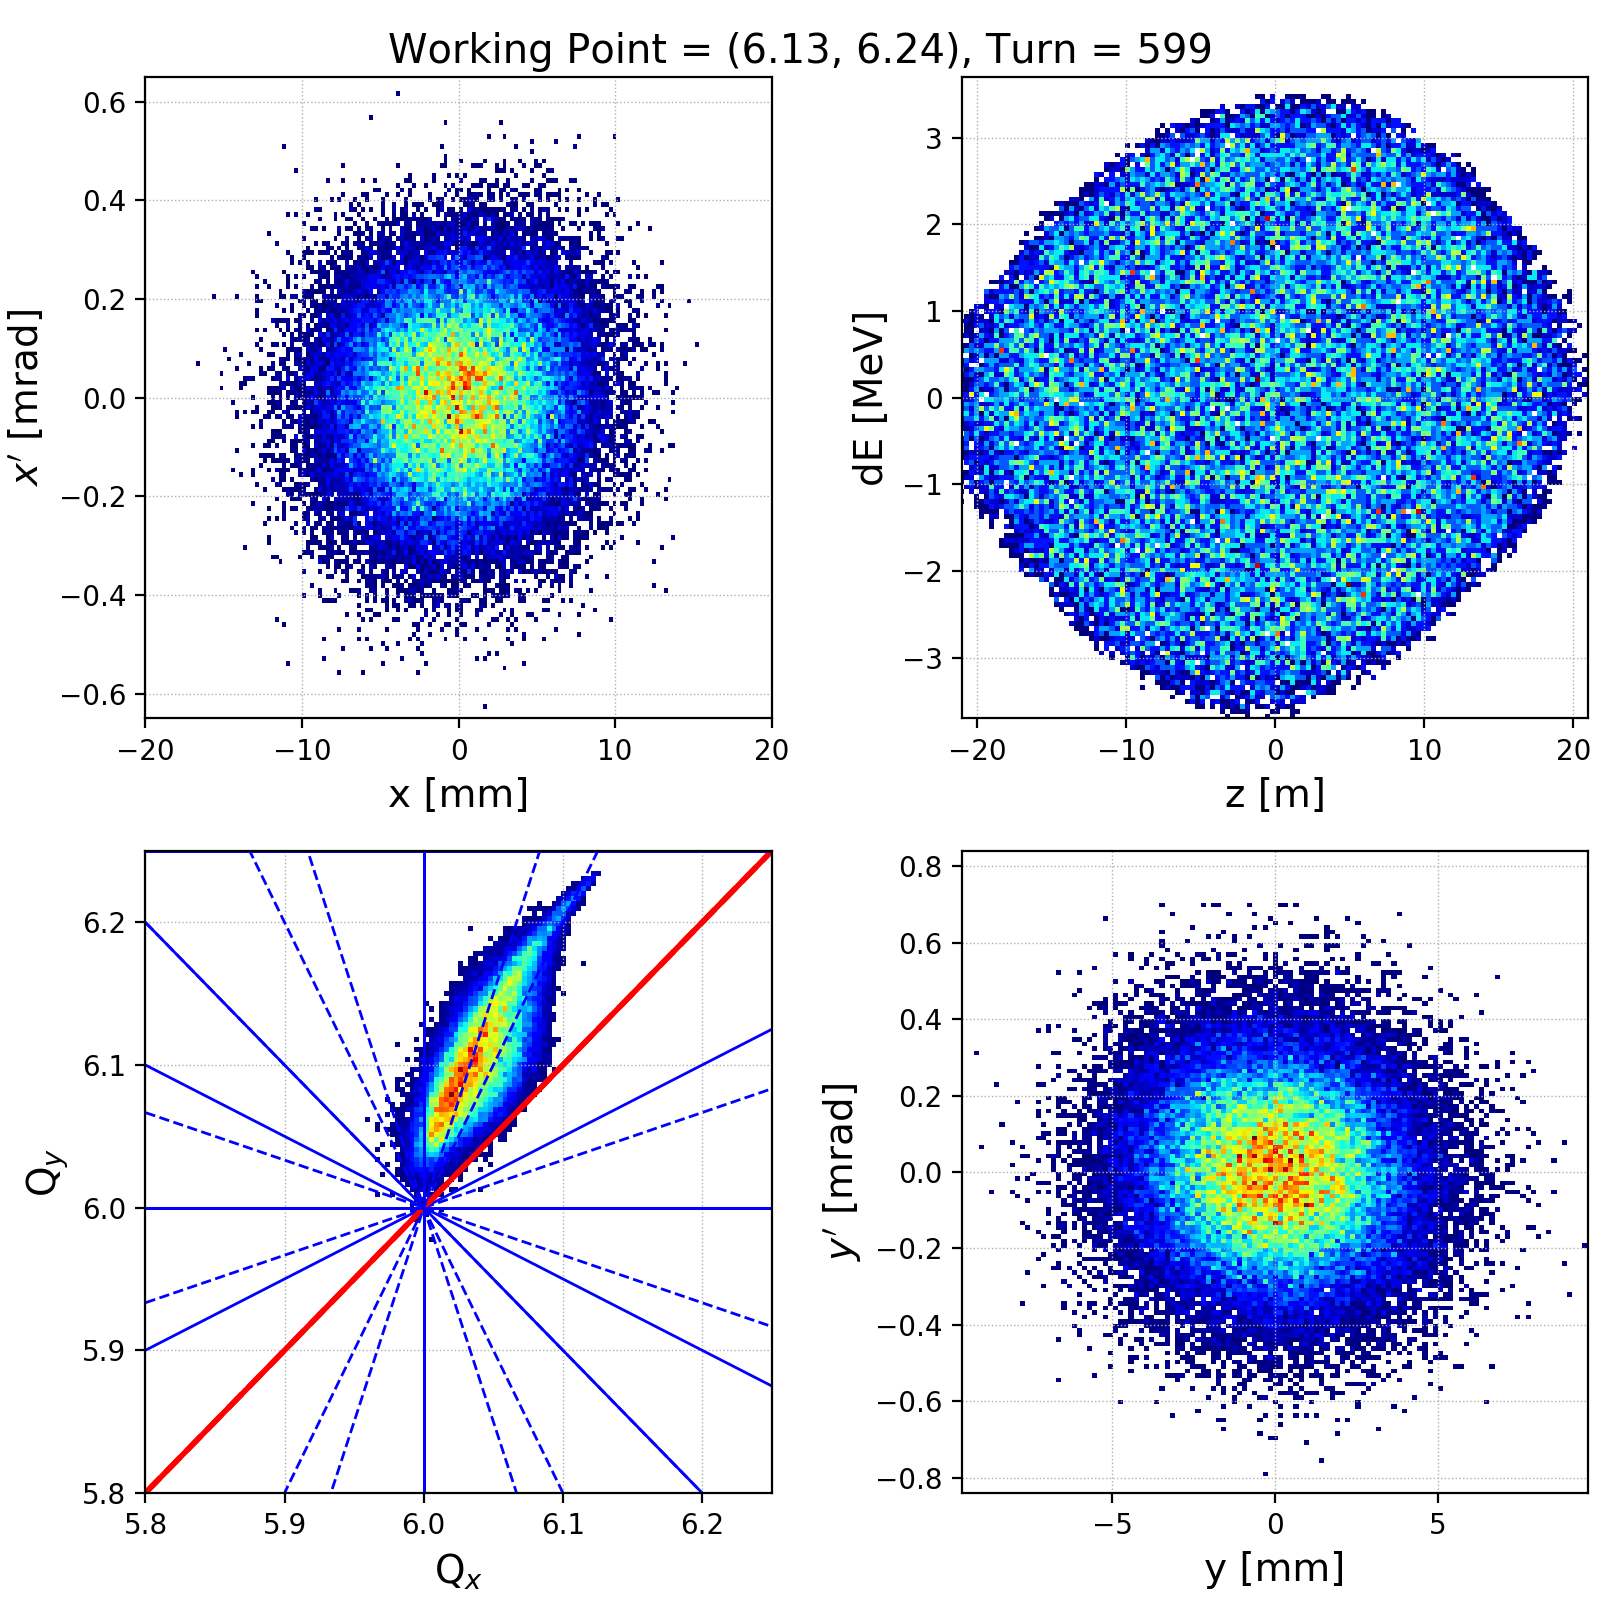 Working Point = (6.13, 6.24), Turn = 599
0.6
0.4
0.2
0.0
−0.2
−0.4
−0.6
x′ [mrad]
−20 −10 0 10 20
x [mm]
3
2
1
0
−1
−2
−3
dE [MeV]
−20 −10 0 10 20
z [m]
6.2
6.1
6.0
5.9
5.8
Qy
5.8 5.9 6.0 6.1 6.2
Qx
0.8
0.6
0.4
0.2
0.0
−0.2
−0.4
−0.6
−0.8
y′ [mrad]
−5 0 5
y [mm]